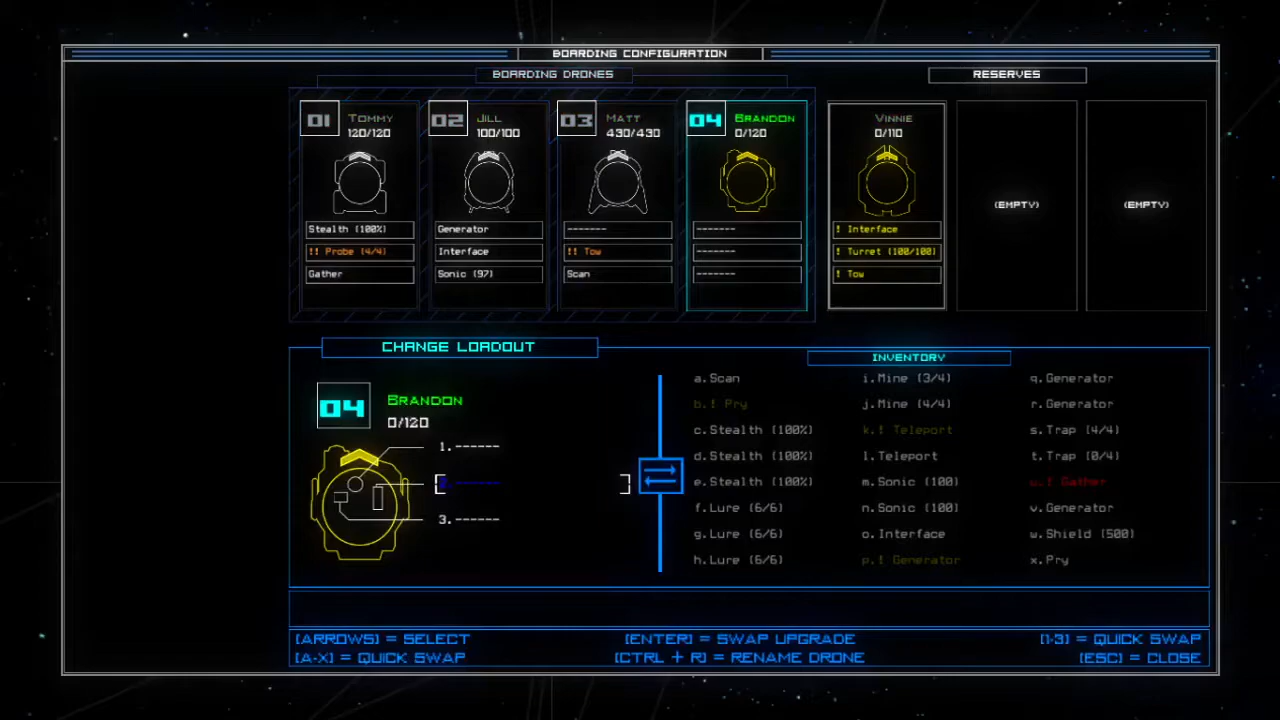 BOARDING CONFIGURATION
BOARDING DRONES
RESERVES
01 TOMMY
120/120
Stealth (100%)
!! Probe (4/4)
Gather
02 JILL
100/100
Generator
Interface
Sonic (97)
03 MATT
430/430
-------
!! Tow
Scan
04 BRANDON
0/120
-------
-------
-------
VINNIE
0/110
! Interface
! Turret (100/100)
! Tow
(EMPTY)
(EMPTY)
CHANGE LOADOUT
04 BRANDON
0/120
1.------
2.------
3.------
INVENTORY
a.Scan
b.! Pry
c.Stealth (100%)
d.Stealth (100%)
e.Stealth (100%)
f.Lure (6/6)
g.Lure (6/6)
h.Lure (6/6)
i.Mine (3/4)
j.Mine (4/4)
k.! Teleport
l.Teleport
m.Sonic (100)
n.Sonic (100)
o.Interface
p.! Generator
q.Generator
r.Generator
s.Trap (4/4)
t.Trap (0/4)
u.! Gather
v.Generator
w.Shield (500)
x.Pry
[ARROWS] = SELECT
[ENTER] = SWAP UPGRADE
[1-3] = QUICK SWAP
[A-X] = QUICK SWAP
[CTRL + R] = RENAME DRONE
[ESC] = CLOSE